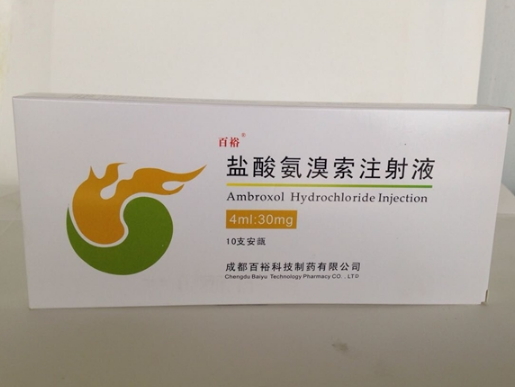 百裕®
盐酸氨溴索注射液
Ambroxol Hydrochloride Injection
4ml:30mg
10支安瓿
成都百裕科技制药有限公司
Chengdu Baiyu Technology Pharmacy CO.,LTD